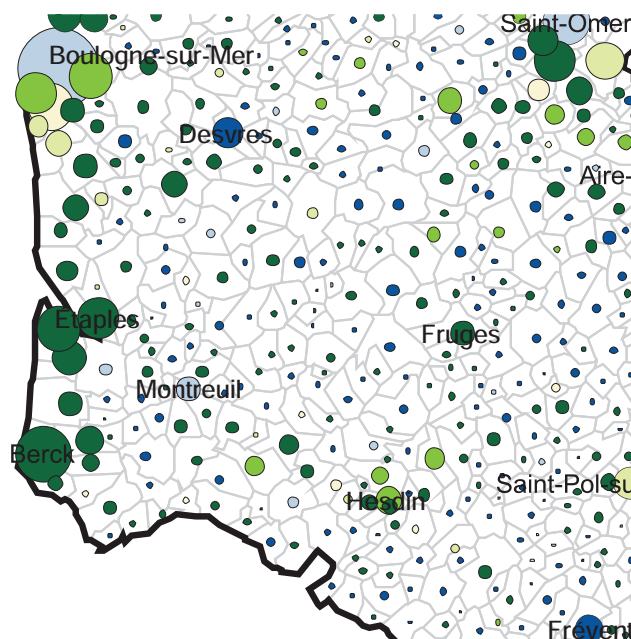 Saint-Omer
Boulogne-sur-Mer
Desvres
Aire-
Etaples
Fruges
Montreuil
Berck
Saint-Pol-su
Hesdin
Frévent